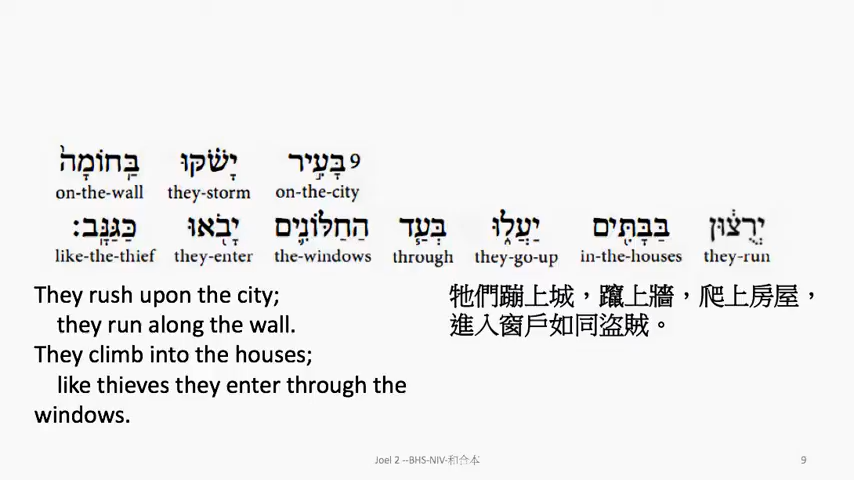 9 בָּעִ֣יר יָשֹׁ֗קּוּ בַּֽחוֹמָה֙
on-the-wall they-storm on-the-city
יְרֻצ֔וּן בַּבָּתִּ֖ים יַעֲל֑וּ בְּעַ֧ד הַחַלּוֹנִ֛ים יָבֹ֖אוּ כַּגַּנָּֽב׃
like-the-thief they-enter the-windows through they-go-up in-the-houses they-run
They rush upon the city;
they run along the wall.
They climb into the houses;
like thieves they enter through the
windows.
牠們蹦上城，躥上牆，爬上房屋，
進入窗戶如同盜賊。
Joel 2 --BHS-NIV-和合本
9